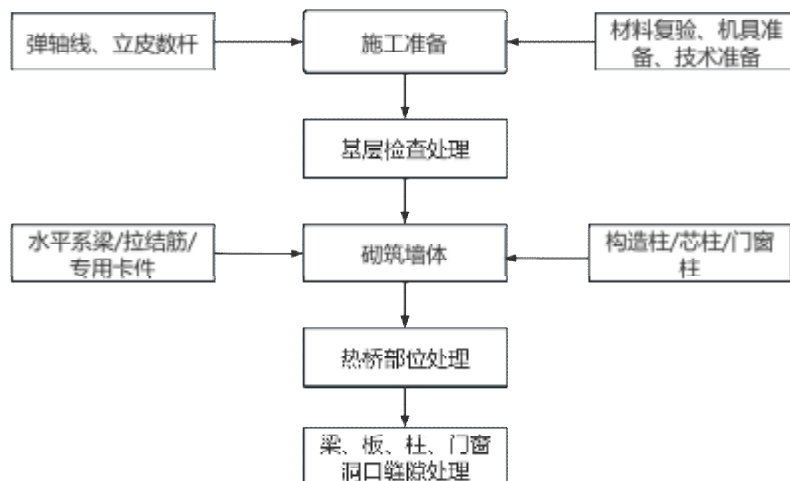 弹轴线、立皮数杆
施工准备
材料复验、机具准
备、技术准备
基层检查处理
水平系梁/拉结筋/
专用卡件
砌筑墙体
构造柱/芯柱/门窗
柱
热桥部位处理
梁、板、柱、门窗
洞口缝隙处理